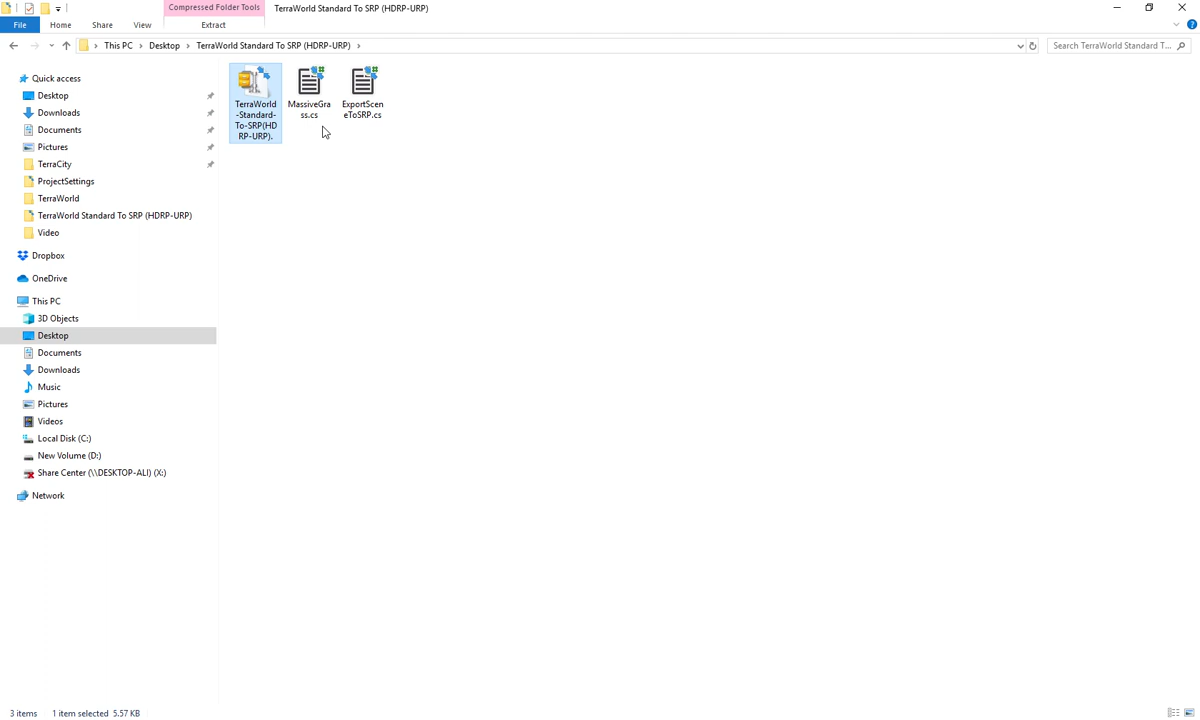 Compressed Folder Tools
TerraWorld Standard To SRP (HDRP-URP)
File
Home
Share
View
Extract
This PC
Desktop
TerraWorld Standard To SRP (HDRP-URP)
Search TerraWorld Standard T...
Quick access
Desktop
Downloads
Documents
Pictures
TerraCity
ProjectSettings
TerraWorld
TerraWorld Standard To SRP (HDRP-URP)
Video
Dropbox
OneDrive
This PC
3D Objects
Desktop
Documents
Downloads
Music
Pictures
Videos
Local Disk (C:)
New Volume (D:)
Share Center (\\DESKTOP-ALI) (X:)
Network
TerraWorld
-Standard-
To-SRP(HD
RP-URP).
MassiveGra
ss.cs
ExportScen
eToSRP.cs
3 items
1 item selected 5.57 KB